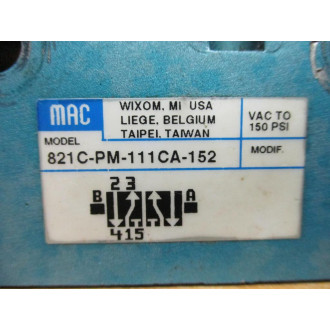 MAC
WIXOM, MI USA
LIEGE, BELGIUM
TAIPEI, TAIWAN
VAC TO
150 PSI
MODEL
821C-PM-111CA-152
MODIF.
2 3
B A
4 1 5